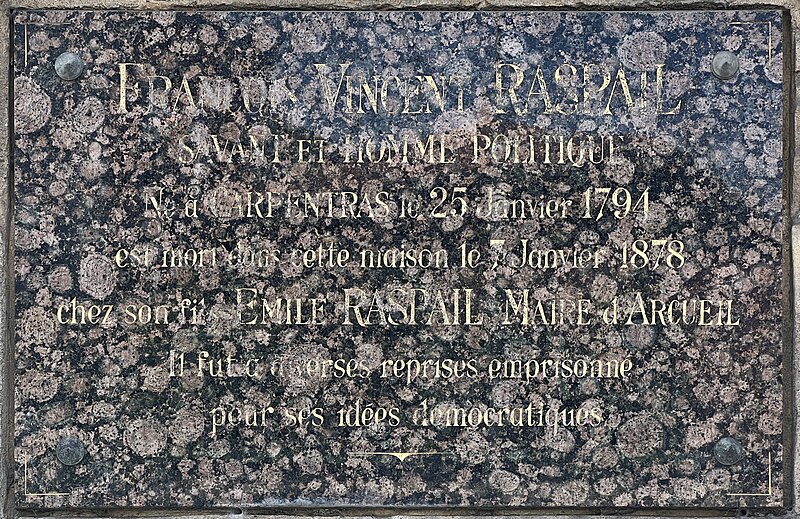 François Vincent RASPAIL
SAVANT ET HOMME POLITIQUE
Né à CARPENTRAS le 25 Janvier 1794
est mort dans cette maison le 7 Janvier 1878
chez son fils EMILE RASPAIL MAIRE d'ARCUEIL
Il fut à diverses reprises emprisonné
pour ses idées démocratiques